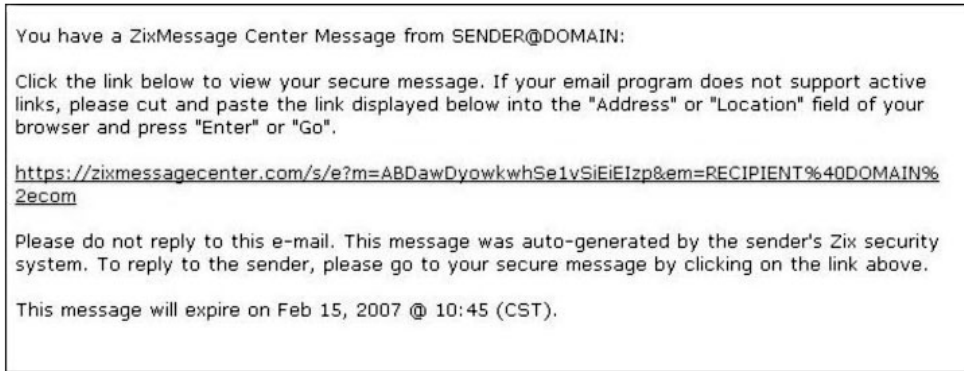 You have a ZixMessage Center Message from SENDER@DOMAIN:
Click the link below to view your secure message. If your email program does not support active
links, please cut and paste the link displayed below into the "Address" or "Location" field of your
browser and press "Enter" or "Go".
https://zixmessagecenter.com/s/e?m=ABDawDyowkwhSe1vSiEiEIzp&em=RECIPIENT%40DOMAIN%
2ecom
Please do not reply to this e-mail. This message was auto-generated by the sender's Zix security
system. To reply to the sender, please go to your secure message by clicking on the link above.
This message will expire on Feb 15, 2007 @ 10:45 (CST).